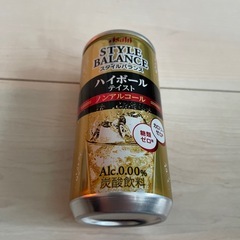 Asahi
STYLE
BALANCE
スタイルバランス
ハイボール
テイスト
ノンアルコール
糖類
ゼロ
Alc.0.00%
炭酸飲料